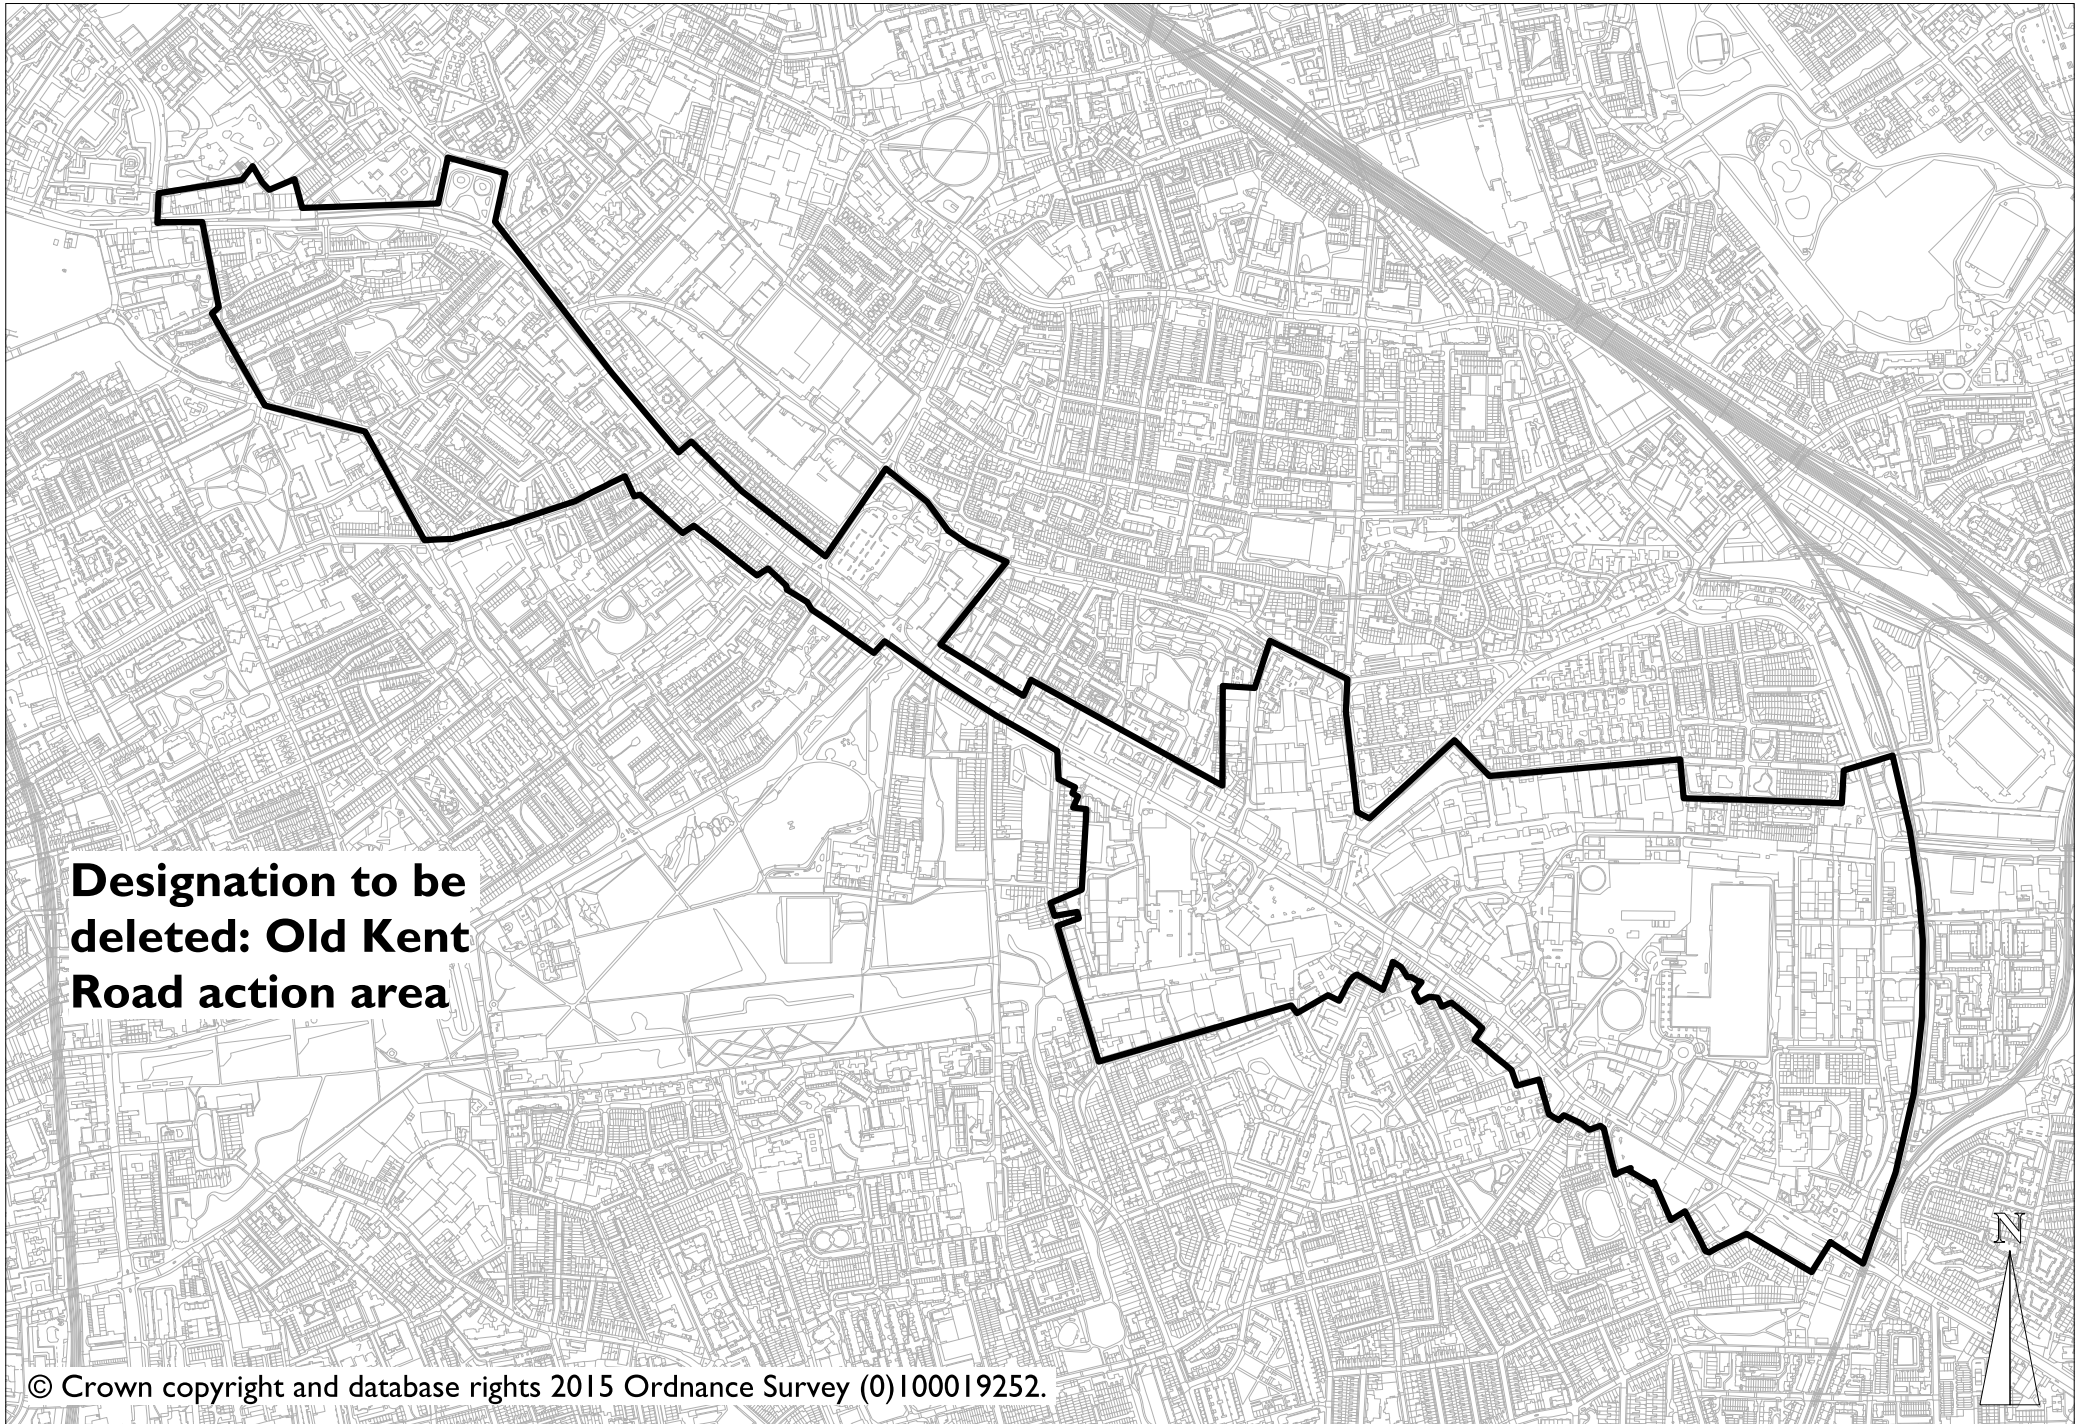 Designation to be
deleted: Old Kent
Road action area
N
© Crown copyright and database rights 2015 Ordnance Survey (0)100019252.